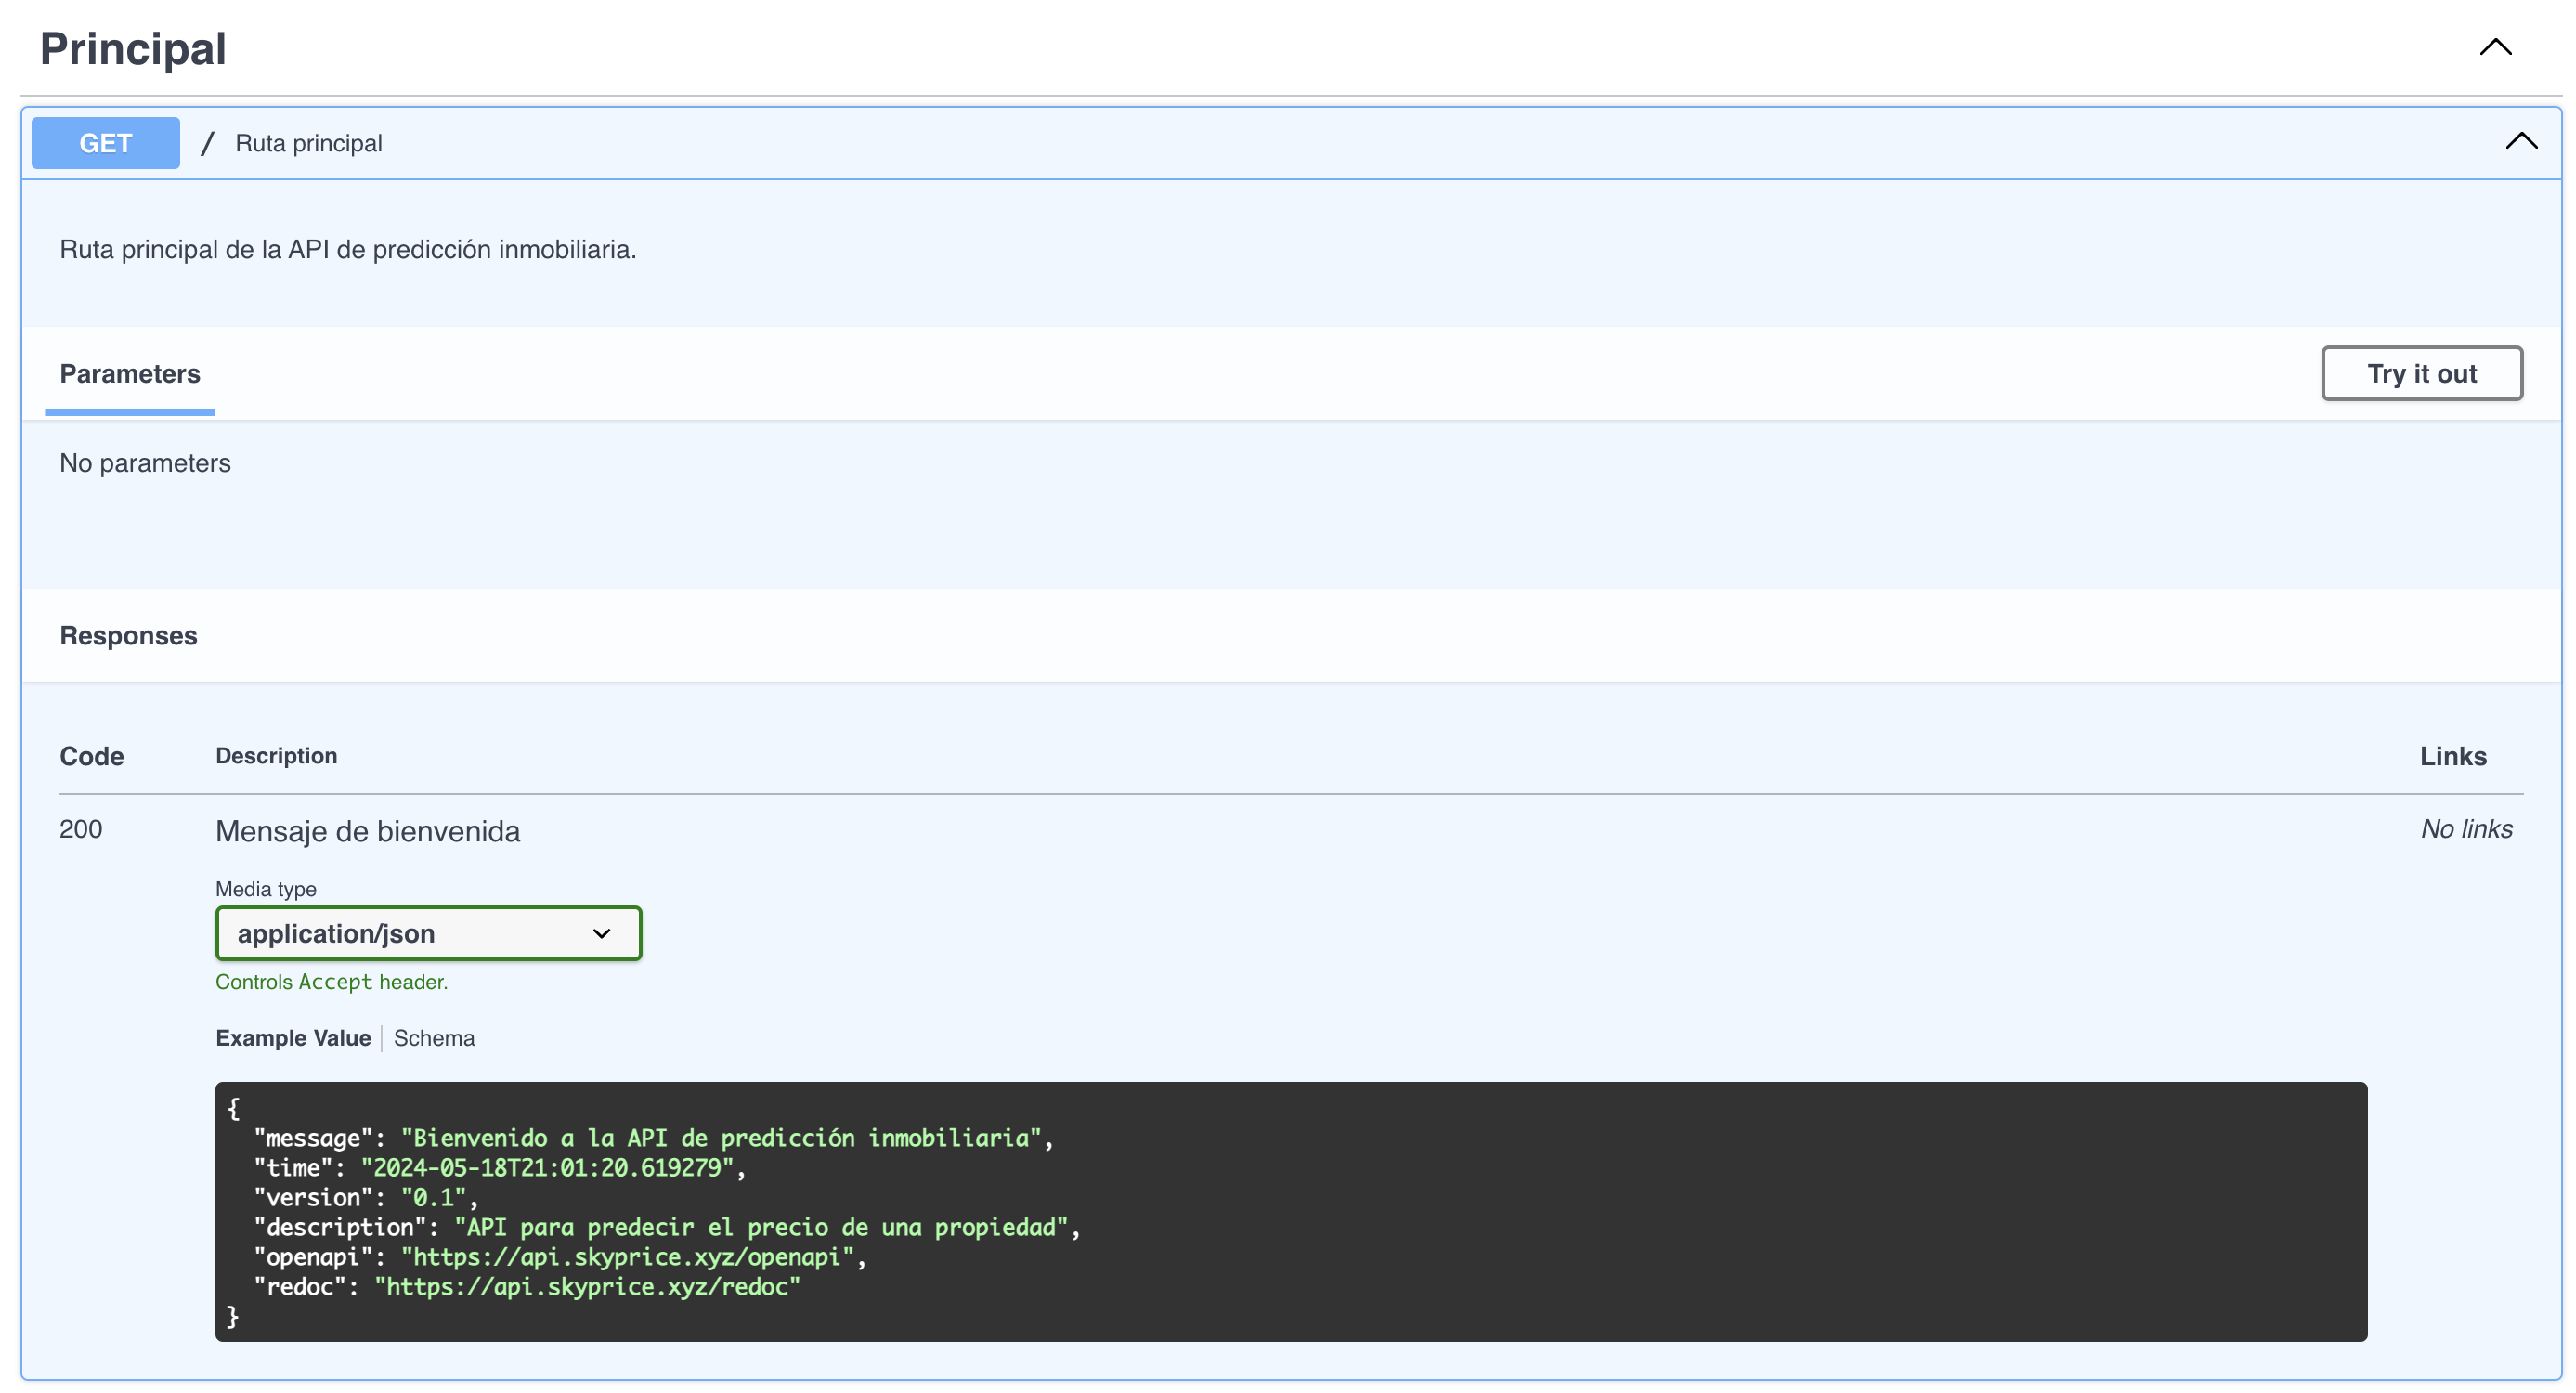 Principal
GET / Ruta principal
Ruta principal de la API de predicción inmobiliaria.
Parameters Try it out
No parameters
Responses
Code Description Links
200 Mensaje de bienvenida No links
Media type
application/json
Controls Accept header.
Example Value Schema
{
"message": "Bienvenido a la API de predicción inmobiliaria",
"time": "2024-05-18T21:01:20.619279",
"version": "0.1",
"description": "API para predecir el precio de una propiedad",
"openapi": "https://api.skyprice.xyz/openapi",
"redoc": "https://api.skyprice.xyz/redoc"
}